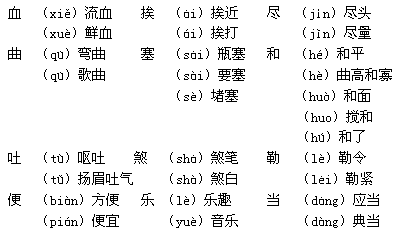 血 (xiě) 流血 挨 (āi) 挨近 尽 (jìn) 尽头
(xuè) 鲜血 (ái) 挨打 (jǐn) 尽量
曲 (qū) 弯曲 塞 (sāi) 瓶塞 和 (hé) 和平
(qǔ) 歌曲 (sài) 要塞 (hè) 曲高和寡
(sè) 堵塞 (huò) 和面
(huo) 搅和
(hú) 和了
吐 (tù) 呕吐 煞 (shā) 煞笔 勒 (lè) 勒令
(tǔ) 扬眉吐气 (shà) 煞白 (lēi) 勒紧
便 (biàn) 方便 乐 (lè) 乐趣 当 (dāng) 应当
(pián) 便宜 (yuè) 音乐 (dàng) 典当